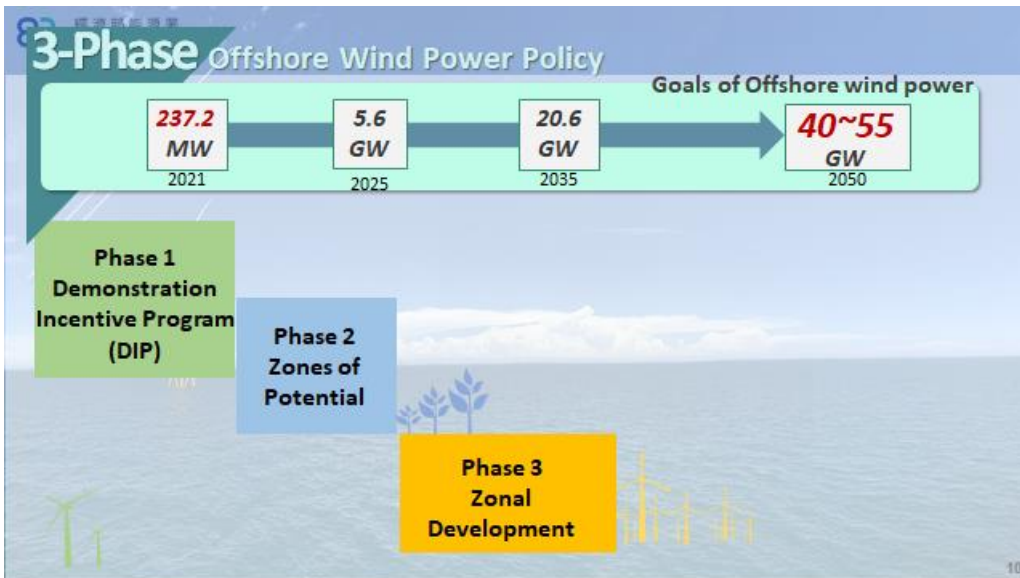 3-Phase Offshore Wind Power Policy
Goals of Offshore wind power
237.2
MW
2021
5.6
GW
2025
20.6
GW
2035
40~55
GW
2050
Phase 1
Demonstration
Incentive Program
(DIP)
Phase 2
Zones of
Potential
Phase 3
Zonal
Development
10